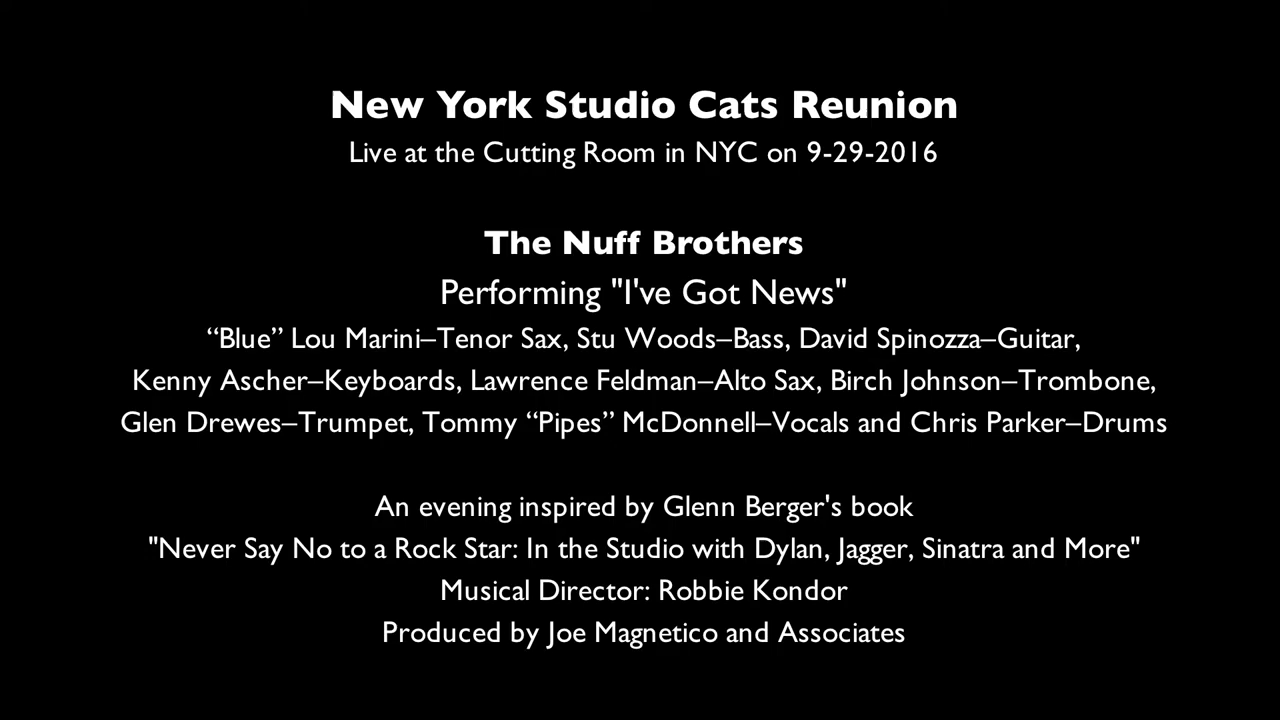 New York Studio Cats Reunion
Live at the Cutting Room in NYC on 9-29-2016
The Nuff Brothers
Performing "I've Got News"
“Blue” Lou Marini–Tenor Sax, Stu Woods–Bass, David Spinozza–Guitar,
Kenny Ascher–Keyboards, Lawrence Feldman–Alto Sax, Birch Johnson–Trombone,
Glen Drewes–Trumpet, Tommy “Pipes” McDonnell–Vocals and Chris Parker–Drums
An evening inspired by Glenn Berger's book
"Never Say No to a Rock Star: In the Studio with Dylan, Jagger, Sinatra and More"
Musical Director: Robbie Kondor
Produced by Joe Magnetico and Associates